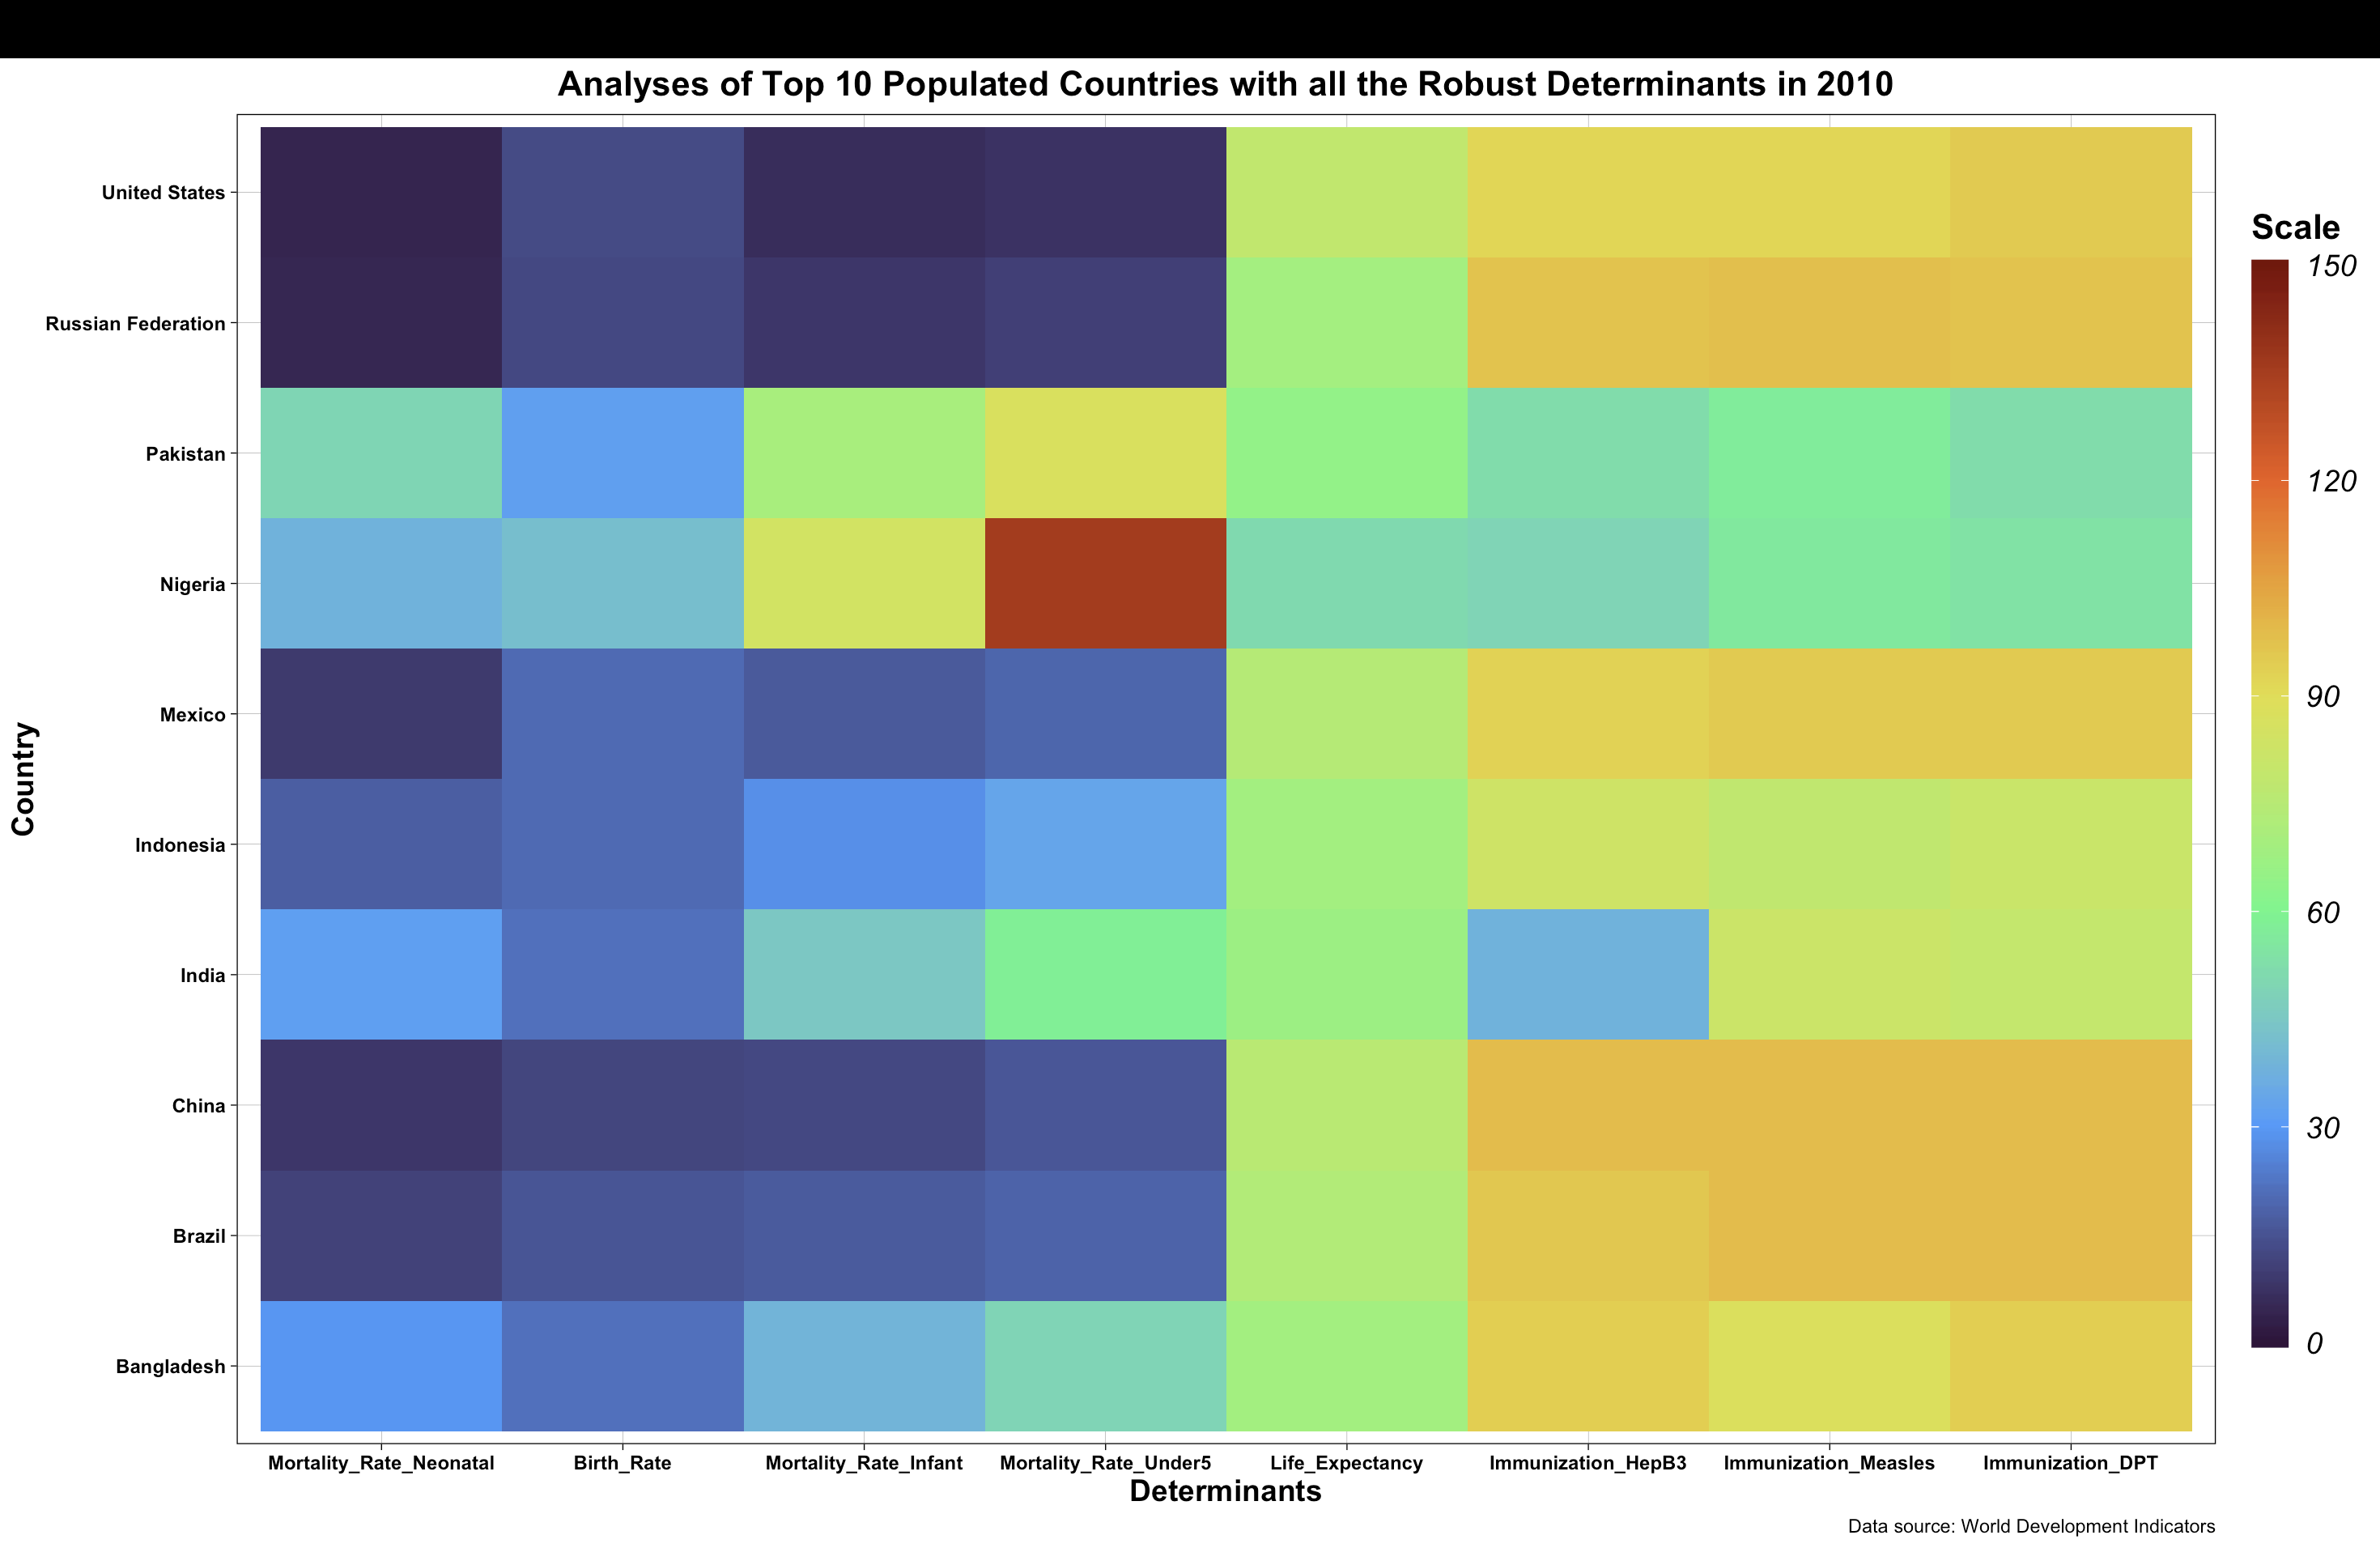 Analyses of Top 10 Populated Countries with all the Robust Determinants in 2010
Country
United States
Russian Federation
Pakistan
Nigeria
Mexico
Indonesia
India
China
Brazil
Bangladesh
Scale
150
120
90
60
30
0
Mortality_Rate_Neonatal Birth_Rate Mortality_Rate_Infant Mortality_Rate_Under5 Life_Expectancy Immunization_HepB3 Immunization_Measles Immunization_DPT
Determinants
Data source: World Development Indicators